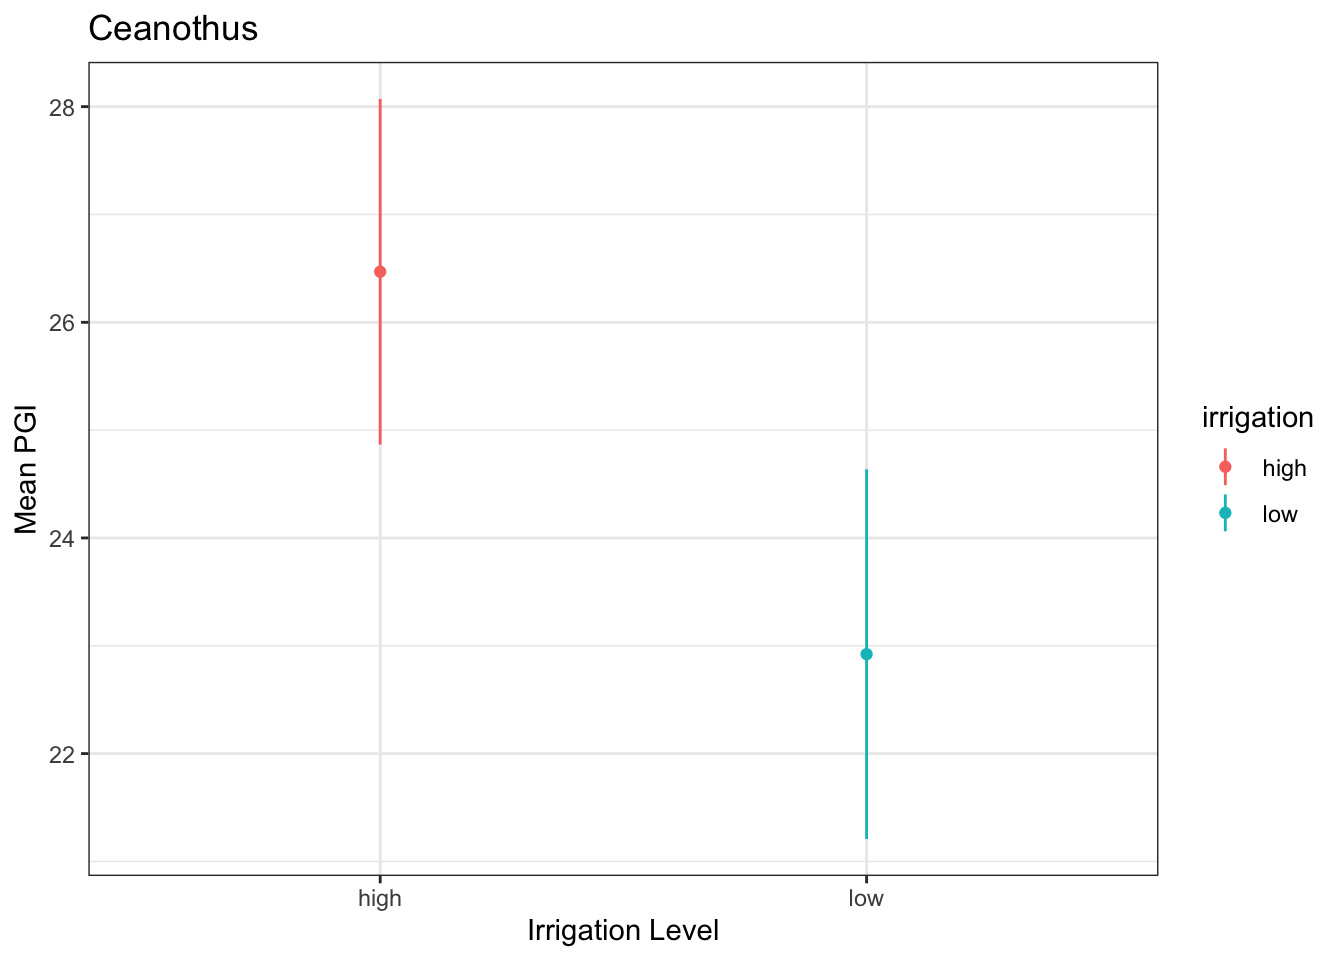 Ceanothus
28
26
24
22
Mean PGI
high
low
Irrigation Level
irrigation
high
low